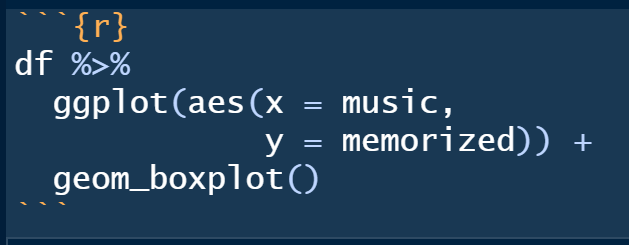 ```{r}
df %>%
  ggplot(aes(x = music,
             y = memorized)) +
  geom_boxplot()
```